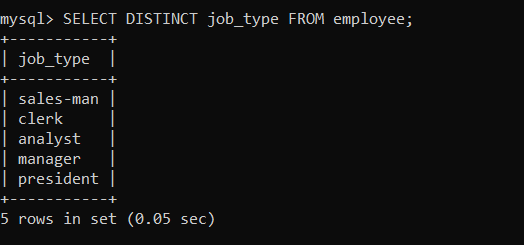 mysql> SELECT DISTINCT job_type FROM employee;
+-----------+
| job_type  |
+-----------+
| sales-man |
| clerk     |
| analyst   |
| manager   |
| president |
+-----------+
5 rows in set (0.05 sec)